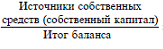 Источники собственных
средств (собственный капитал)
Итог баланса